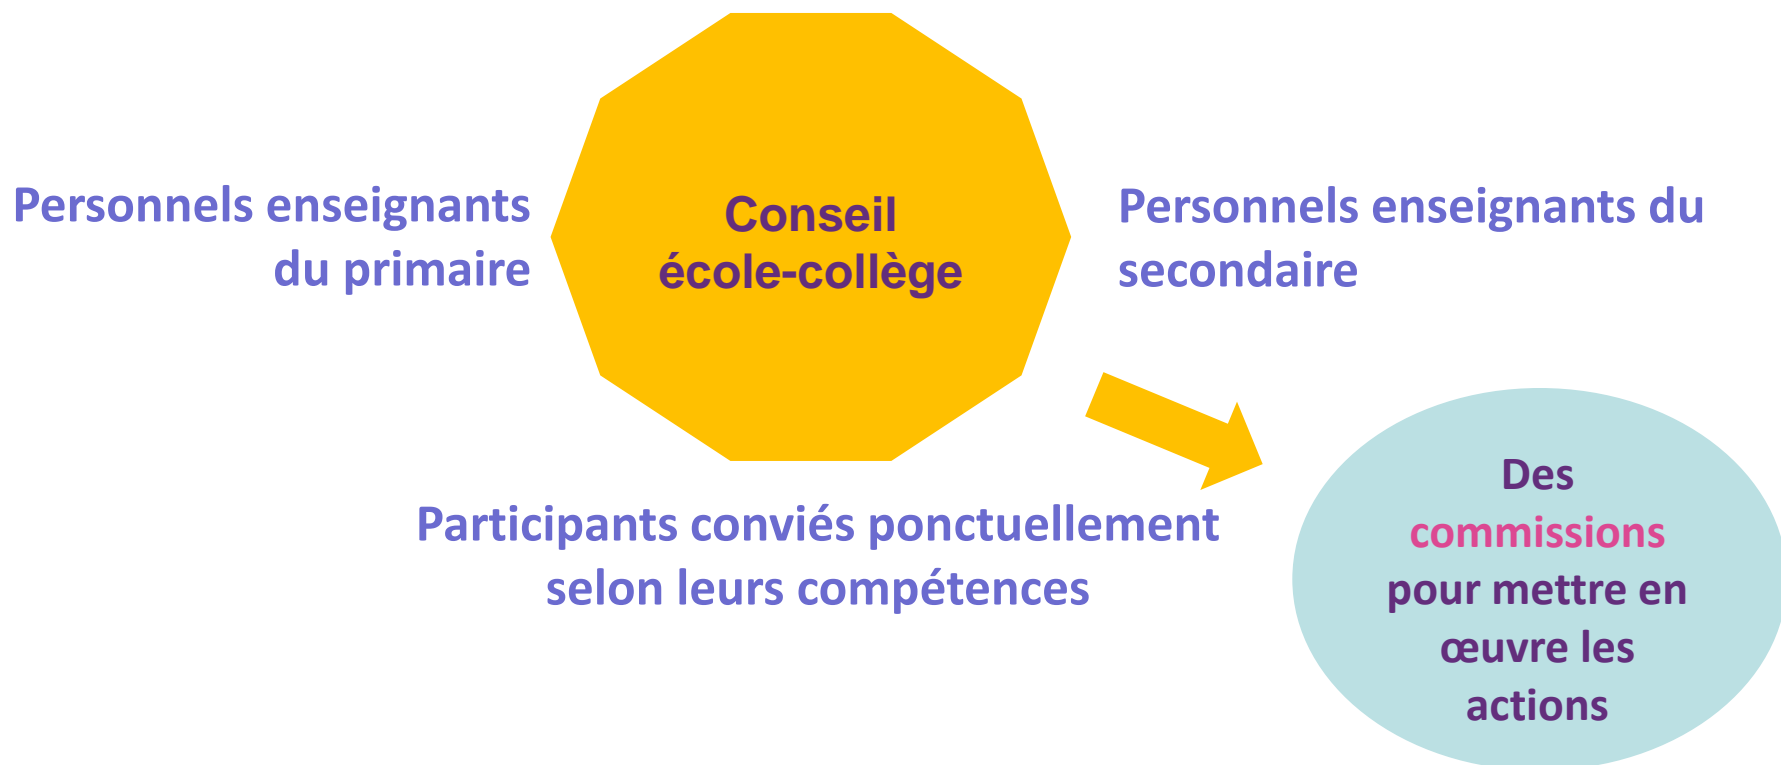 Personnels enseignants
du primaire
Conseil
école-collège
Personnels enseignants du
secondaire
Participants conviés ponctuellement
selon leurs compétences
Des
commissions
pour mettre en
œuvre les
actions